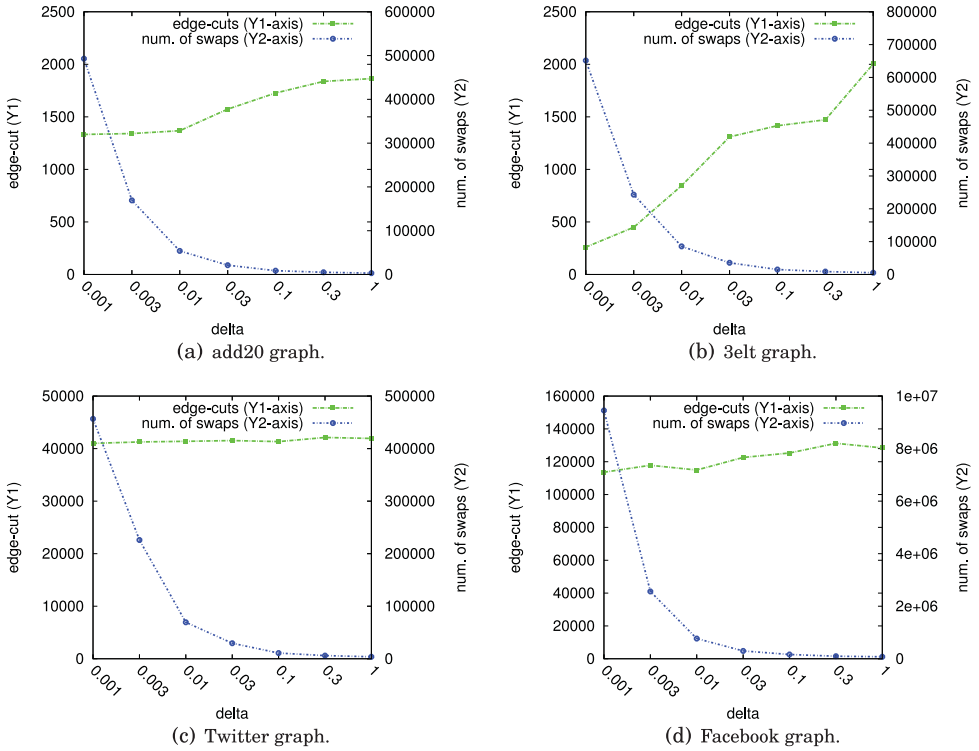 edge-cuts (Y1-axis)
num. of swaps (Y2-axis)
edge-cut (Y1)
2500
2000
1500
1000
500
0
600000
500000
400000
300000
200000
100000
0
num. of swaps (Y2)
0.001
0.003
0.01
0.03
0.1
0.3
1
delta
(a) add20 graph.
edge-cuts (Y1-axis)
num. of swaps (Y2-axis)
edge-cut (Y1)
2500
2000
1500
1000
500
0
800000
700000
600000
500000
400000
300000
200000
100000
0
num. of swaps (Y2)
0.001
0.003
0.01
0.03
0.1
0.3
1
delta
(b) 3elt graph.
edge-cuts (Y1-axis)
num. of swaps (Y2-axis)
edge-cut (Y1)
50000
40000
30000
20000
10000
0
500000
400000
300000
200000
100000
0
num. of swaps (Y2)
0.001
0.003
0.01
0.03
0.1
0.3
1
delta
(c) Twitter graph.
edge-cuts (Y1-axis)
num. of swaps (Y2-axis)
edge-cut (Y1)
160000
140000
120000
100000
80000
60000
40000
20000
0
1e+07
8e+06
6e+06
4e+06
2e+06
0
num. of swaps (Y2)
0.001
0.003
0.01
0.03
0.1
0.3
1
delta
(d) Facebook graph.